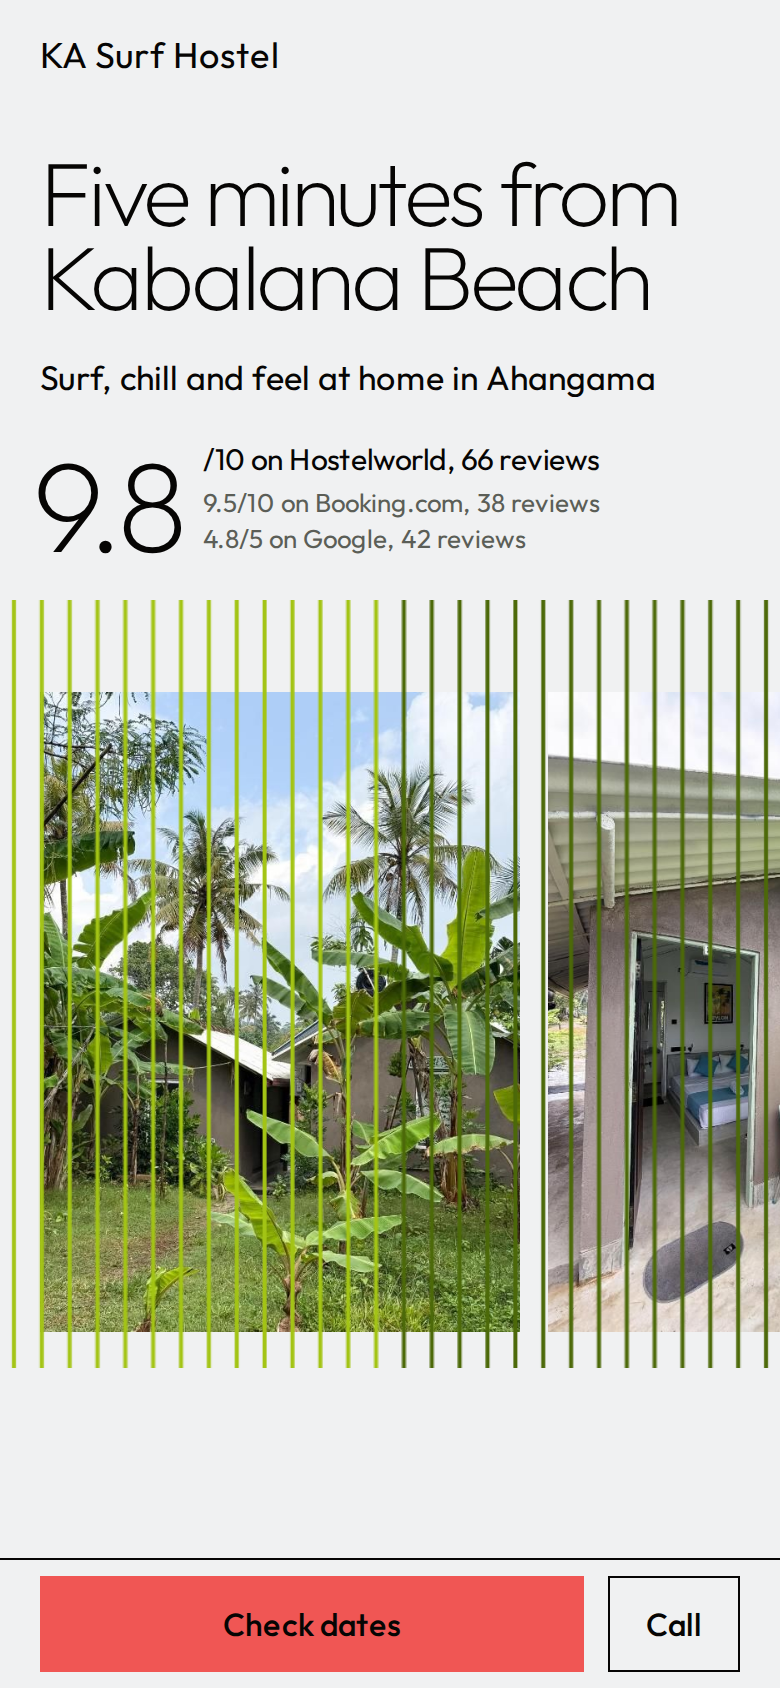 KA Surf Hostel
Five minutes from
Kabalana Beach
Surf, chill and feel at home in Ahangama
9.8
/10 on Hostelworld, 66 reviews
9.5/10 on Booking.com, 38 reviews
4.8/5 on Google, 42 reviews
Check dates
Call